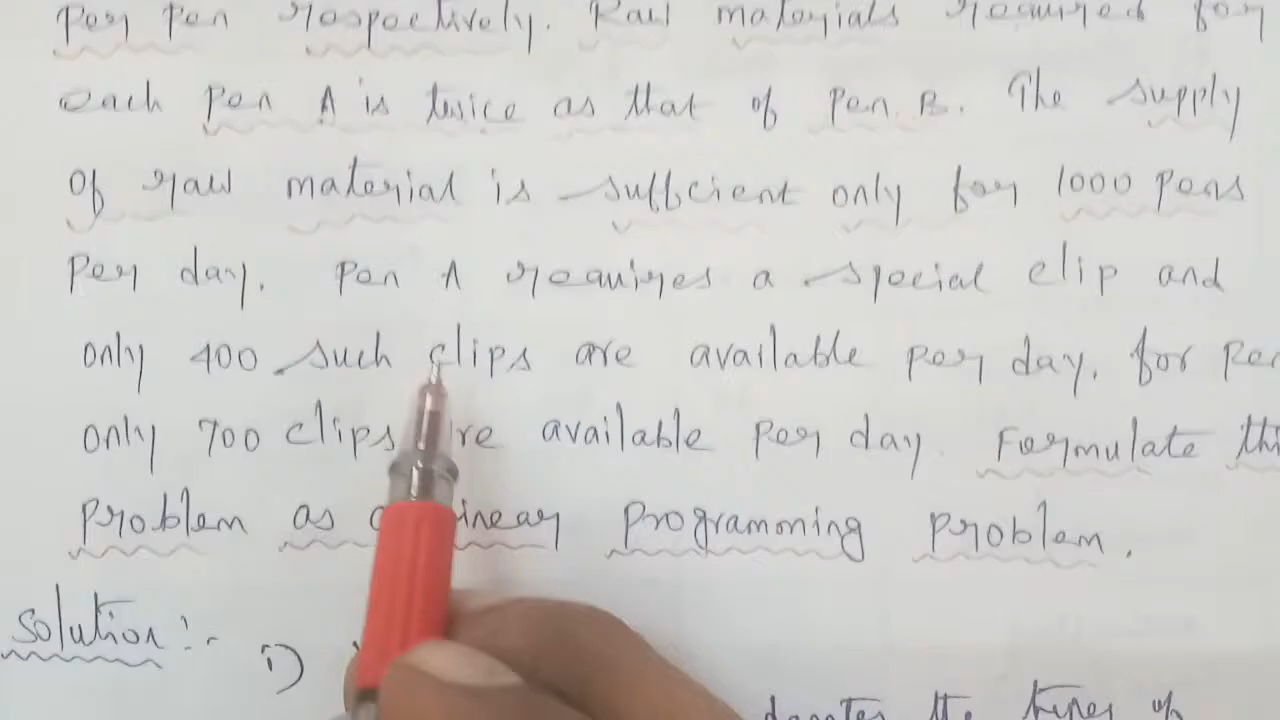 Per pen respectively. Raw materials required for
each pen A is twice as that of pen B. The supply
of raw material is sufficient only for 1000 pens
per day. pen A requires a special clip and
only 400 such clips are available per day. for
only 700 clips are available per day. Formulate
problem as a linear programming problem.
Solution:-
i)
denotes the types of